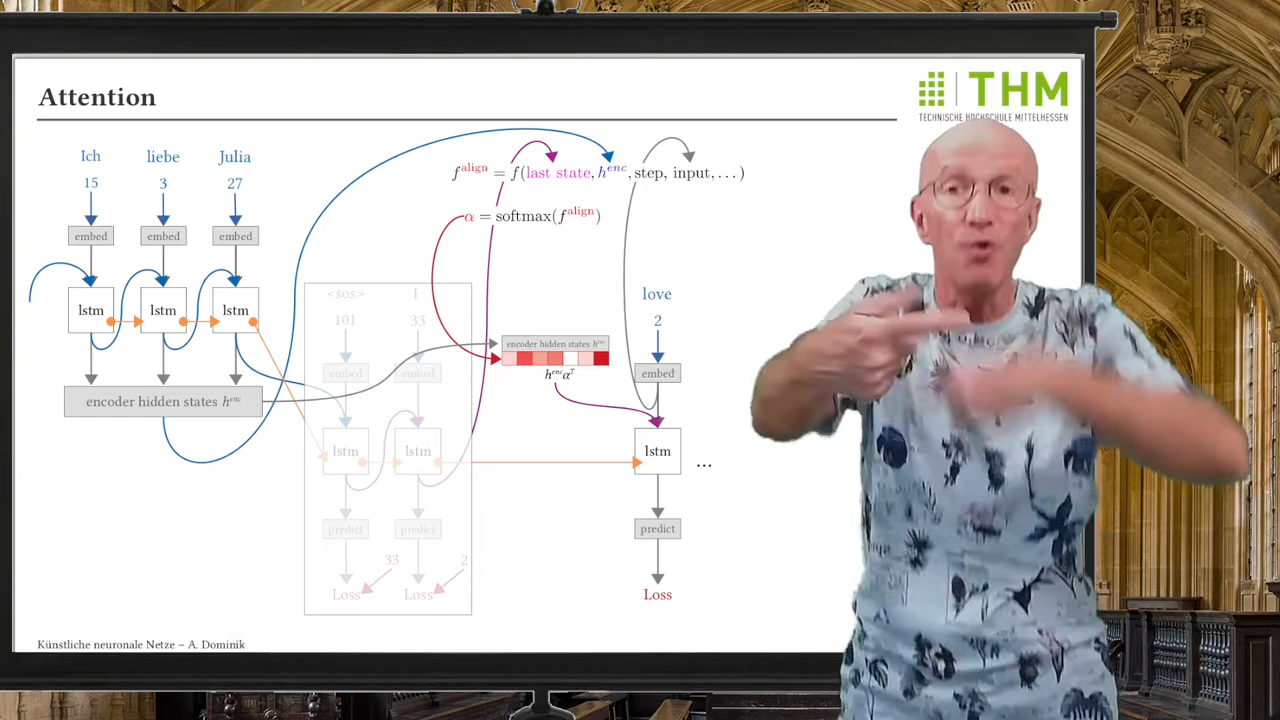 Attention
THM
TECHNISCHE HOCHSCHULE MITTELHESSEN
Ich liebe Julia
15 3 27
embed embed embed
lstm lstm lstm
encoder hidden states h^enc
f^align = f(last state, h^enc, step, input, . . . )
α = softmax(f^align)
<sos> I
101 33
embed embed
lstm lstm
predict predict
33 2
Loss Loss
encoder hidden states h^enc
h^enc α^T
love
2
embed
lstm ...
predict
Loss
Künstliche neuronale Netze – A. Dominik